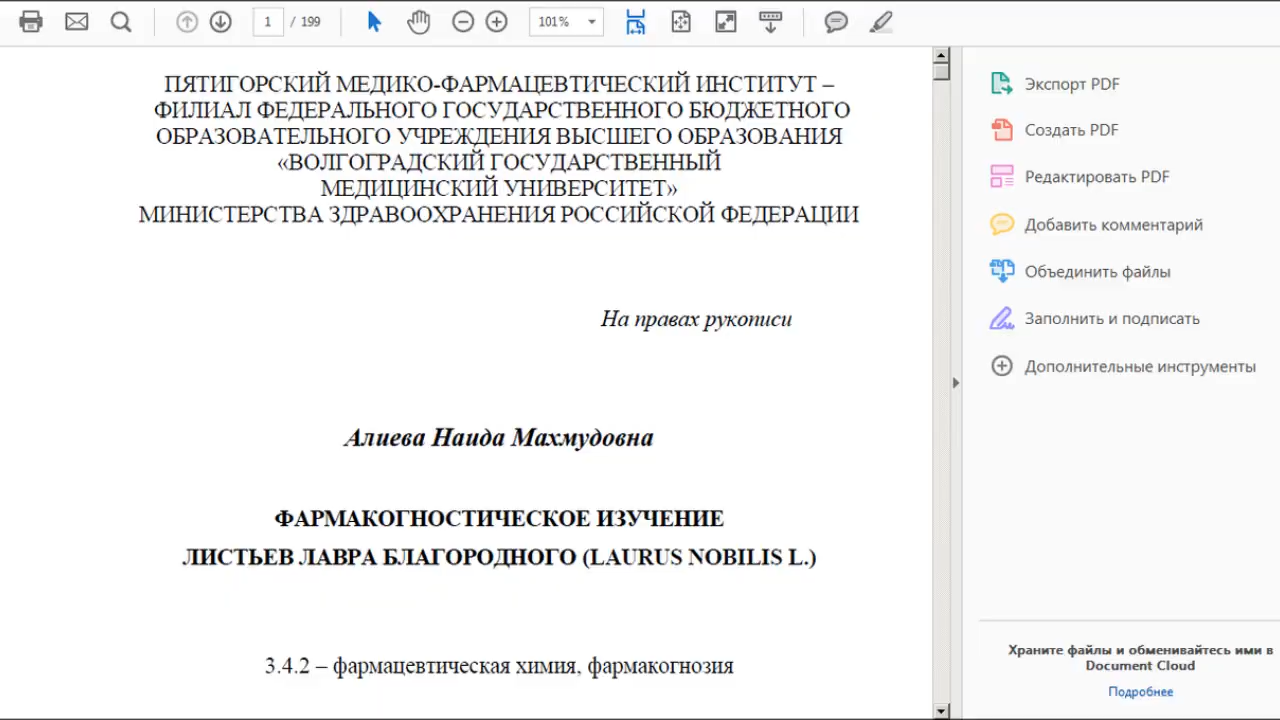 1 / 199
101%
ПЯТИГОРСКИЙ МЕДИКО-ФАРМАЦЕВТИЧЕСКИЙ ИНСТИТУТ –
ФИЛИАЛ ФЕДЕРАЛЬНОГО ГОСУДАРСТВЕННОГО БЮДЖЕТНОГО
ОБРАЗОВАТЕЛЬНОГО УЧРЕЖДЕНИЯ ВЫСШЕГО ОБРАЗОВАНИЯ
«ВОЛГОГРАДСКИЙ ГОСУДАРСТВЕННЫЙ
МЕДИЦИНСКИЙ УНИВЕРСИТЕТ»
МИНИСТЕРСТВА ЗДРАВООХРАНЕНИЯ РОССИЙСКОЙ ФЕДЕРАЦИИ
На правах рукописи
Алиева Наида Махмудовна
ФАРМАКОГНОСТИЧЕСКОЕ ИЗУЧЕНИЕ
ЛИСТЬЕВ ЛАВРА БЛАГОРОДНОГО (LAURUS NOBILIS L.)
3.4.2 – фармацевтическая химия, фармакогнозия
Экспорт PDF
Создать PDF
Редактировать PDF
Добавить комментарий
Объединить файлы
Заполнить и подписать
Дополнительные инструменты
Храните файлы и обменивайтесь ими в
Document Cloud
Подробнее